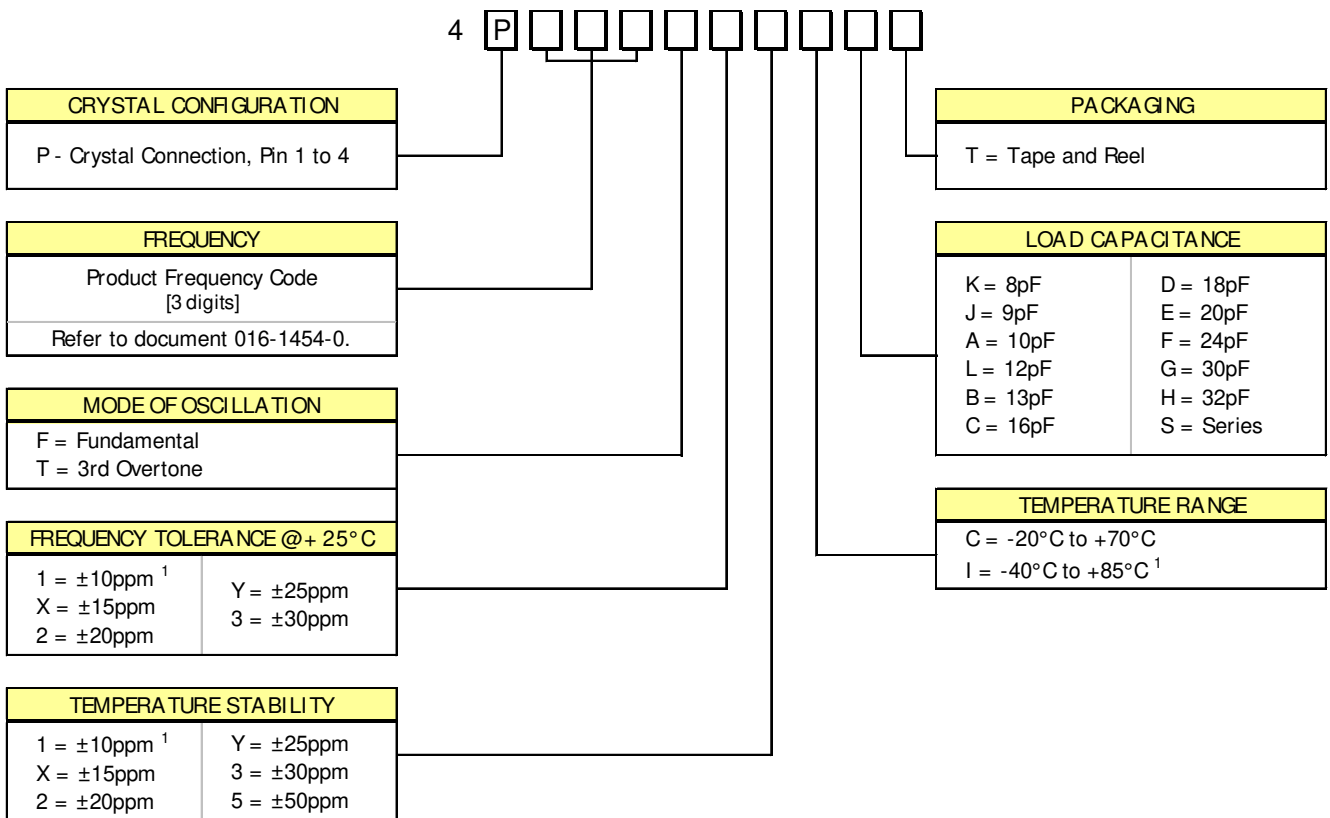 4 P
CRYSTAL CONFIGURATION
P - Crystal Connection, Pin 1 to 4
FREQUENCY
Product Frequency Code
[3 digits]
Refer to document 016-1454-0.
MODE OF OSCILLATION
F = Fundamental
T = 3rd Overtone
FREQUENCY TOLERANCE @ + 25°C
1 = ±10ppm 1
X = ±15ppm
2 = ±20ppm
Y = ±25ppm
3 = ±30ppm
TEMPERATURE STABILITY
1 = ±10ppm 1
X = ±15ppm
2 = ±20ppm
Y = ±25ppm
3 = ±30ppm
5 = ±50ppm
PACKAGING
T = Tape and Reel
LOAD CAPACITANCE
K = 8pF
J = 9pF
A = 10pF
L = 12pF
B = 13pF
C = 16pF
D = 18pF
E = 20pF
F = 24pF
G = 30pF
H = 32pF
S = Series
TEMPERATURE RANGE
C = -20°C to +70°C
I = -40°C to +85°C 1